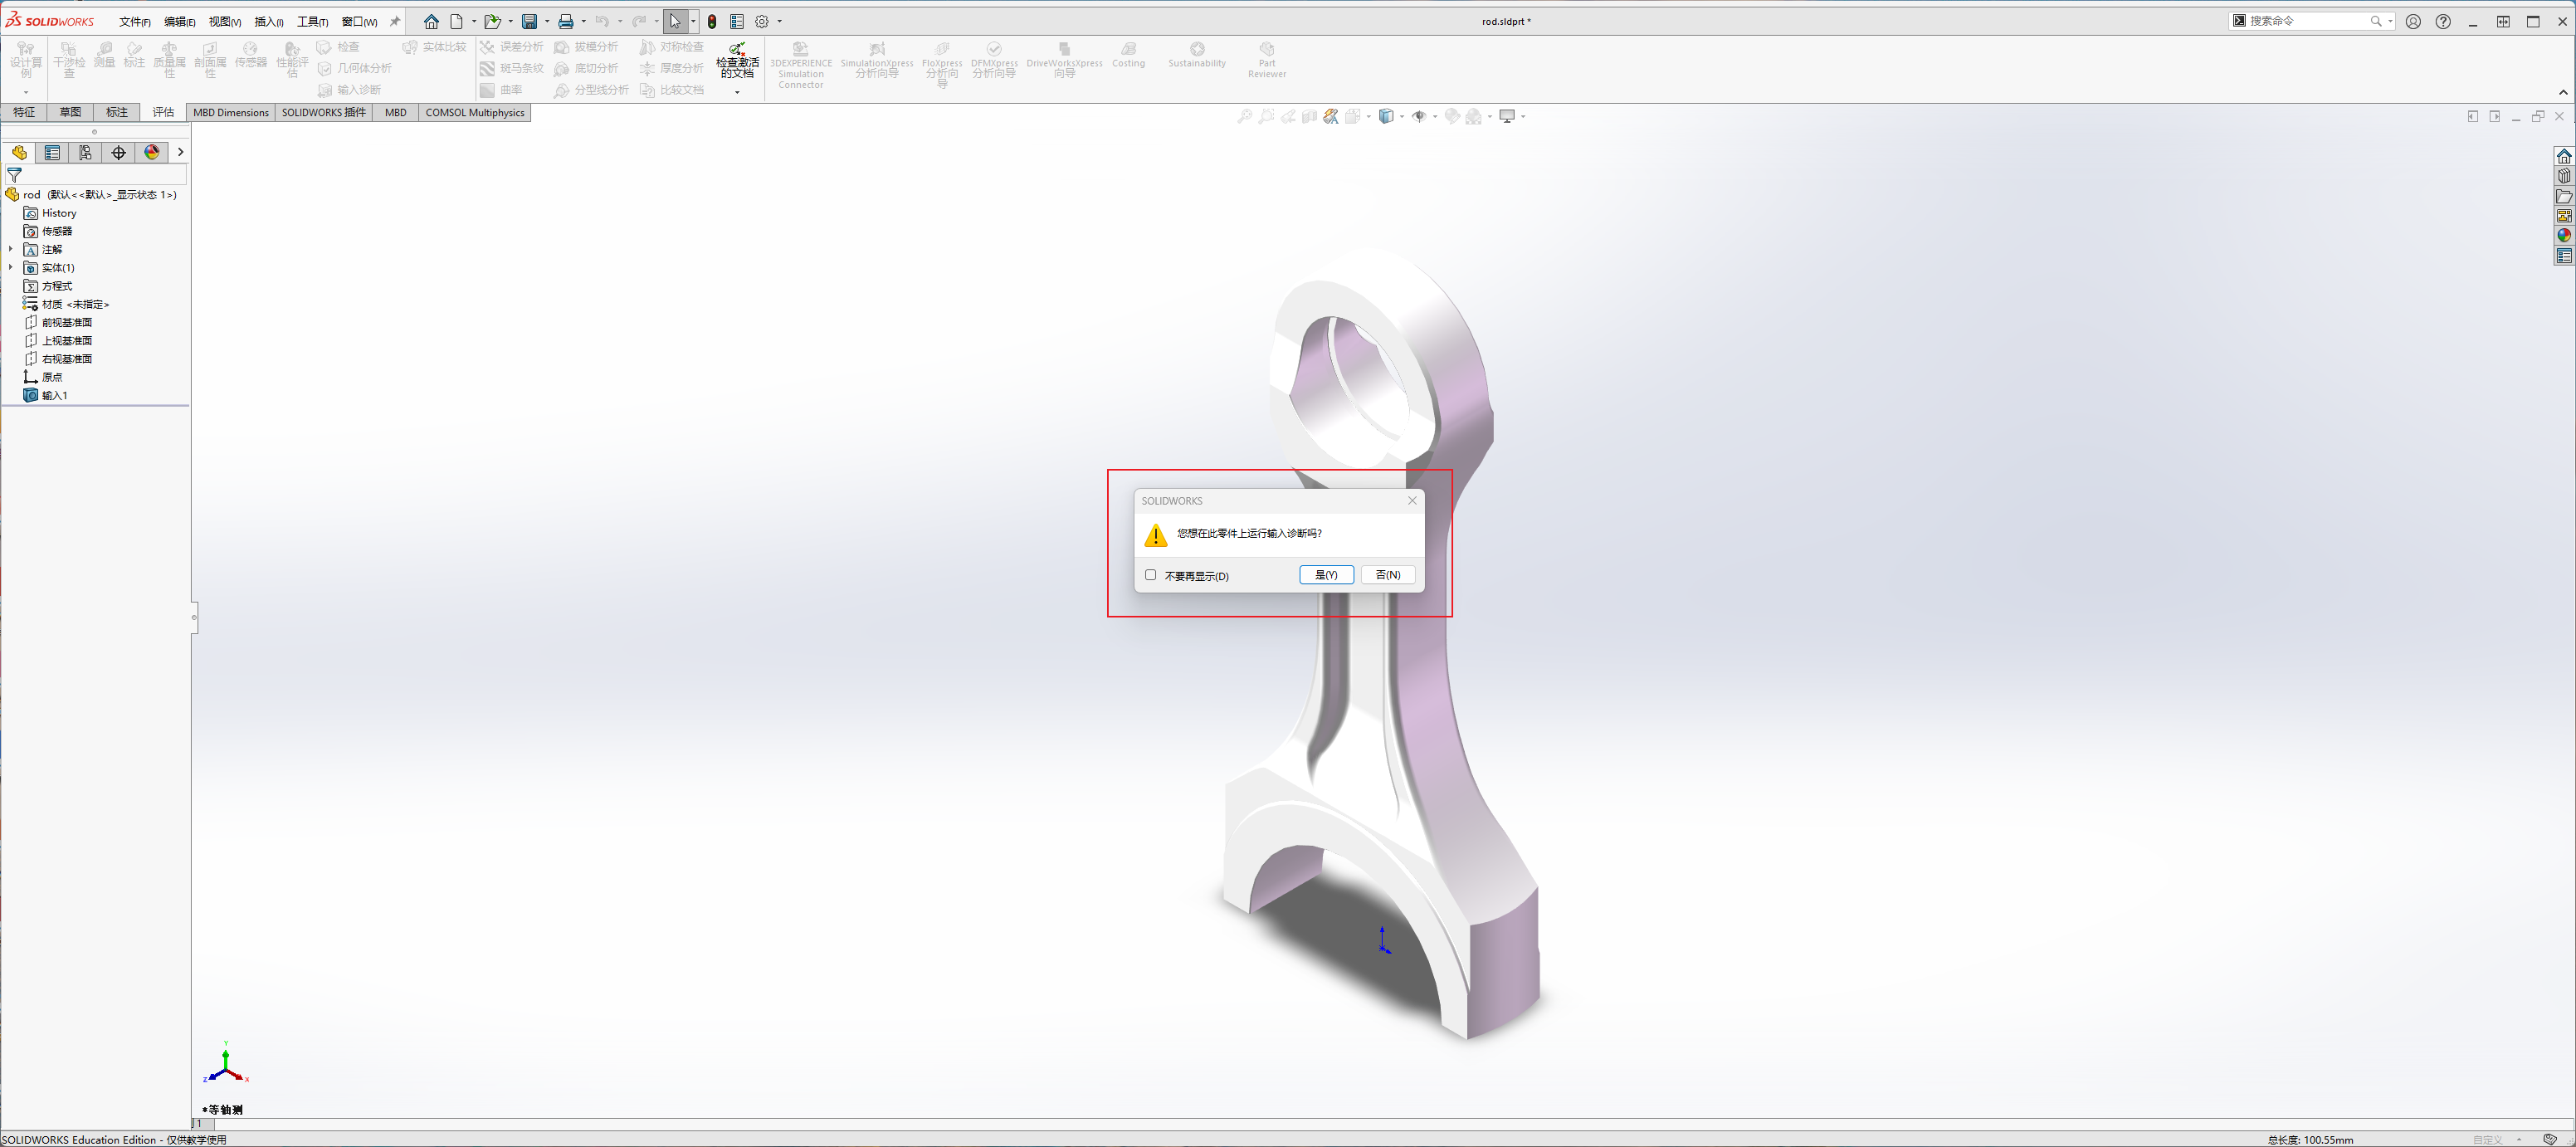 SOLIDWORKS 文件(F) 编辑(E) 视图(V) 插入(I) 工具(T) 窗口(W) rod.sldprt * 搜索命令
设计算例
干涉检查
测量
标注
质量属性
剖面属性
传感器
性能评估
检查
几何体分析
输入诊断
实体比较
误差分析
斑马条纹
曲率
拔模分析
底切分析
分型线分析
对称检查
厚度分析
比较文档
检查激活的文档
3DEXPERIENCE
Simulation
Connector
SimulationXpress
分析向导
FloXpress
分析向导
DFMXpress
分析向导
DriveWorksXpress
向导
Costing
Sustainability
Part
Reviewer
特征 草图 标注 评估 MBD Dimensions SOLIDWORKS 插件 MBD COMSOL Multiphysics
rod (默认<<默认>_显示状态 1>)
History
传感器
注解
实体(1)
方程式
材质 <未指定>
前视基准面
上视基准面
右视基准面
原点
输入1
SOLIDWORKS
您想在此零件上运行输入诊断吗?
不要再显示(D) 是(Y) 否(N)
Y
Z X
*等轴测
1
SOLIDWORKS Education Edition - 仅供教学使用 总长度: 100.55mm 自定义